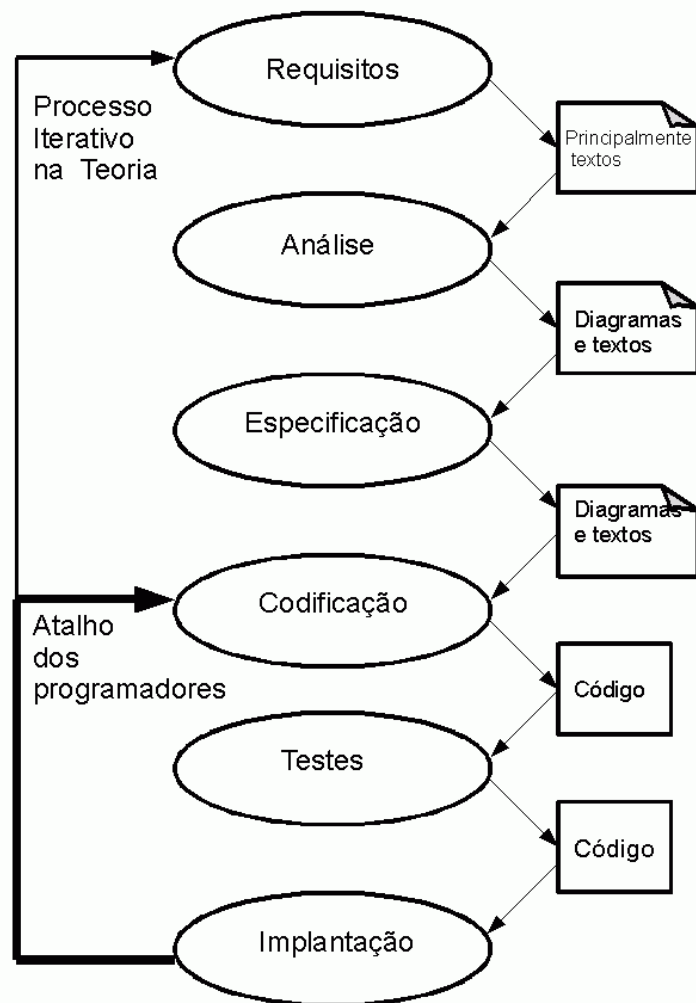 Requisitos
Processo
Iterativo
na Teoria
Principalmente
textos
Análise
Diagramas
e textos
Especificação
Diagramas
e textos
Codificação
Atalho
dos
programadores
Código
Testes
Código
Implantação